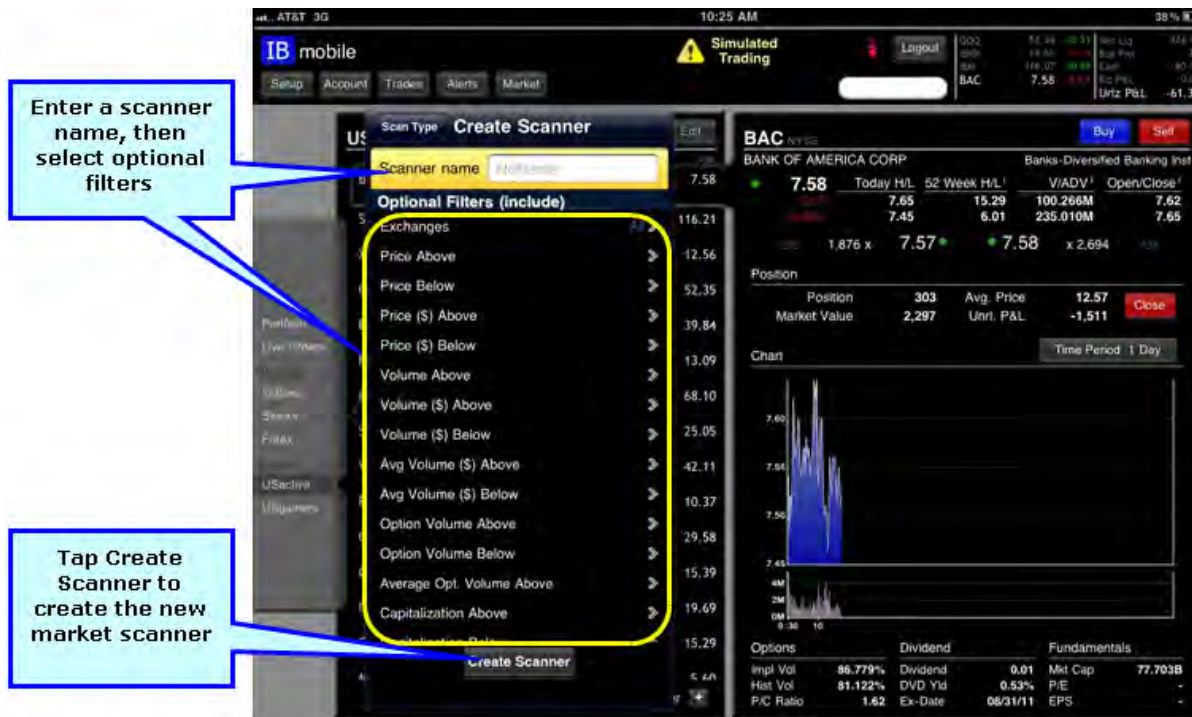 AT&T 3G
10:25 AM
38%
IB mobile
Simulated Trading
Logout
Setup Account Trades Alerts Market
BAC 7.58
Urlz P&L -61.3
Enter a scanner name, then select optional filters
Tap Create Scanner to create the new market scanner
Scan Type Create Scanner
Edit
Scanner name
Optional Filters (include)
Exchanges All
Price Above
Price Below
Price ($) Above
Price ($) Below
Volume Above
Volume ($) Above
Volume ($) Below
Avg Volume ($) Above
Avg Volume ($) Below
Option Volume Above
Option Volume Below
Average Opt. Volume Above
Capitalization Above
Create Scanner
Portfolio
Forex
USactive
USgainers
7.58
116.21
12.56
52.35
39.84
13.09
68.10
25.05
42.11
10.37
29.58
15.39
19.69
15.29
5.60
BAC NYSE
Buy Sell
BANK OF AMERICA CORP Banks-Diversified Banking Inst
7.58 Today H/L 52 Week H/L V/ADV Open/Close
7.65 15.29 100.266M 7.62
7.45 6.01 235.010M 7.65
1,876 x 7.57 7.58 x 2,694
Position
Position 303 Avg. Price 12.57
Market Value 2,297 Unrl. P&L -1,511
Close
Chart
Time Period 1 Day
7.60
7.50
7.45
4M
2M
0M
9:30 10
Options Dividend Fundamentals
Impl Vol 86.779% Dividend 0.01 Mkt Cap 77.703B
Hist Vol 81.122% DVD Yld 0.53% P/E -
P/C Ratio 1.62 Ex-Date 08/31/11 EPS -